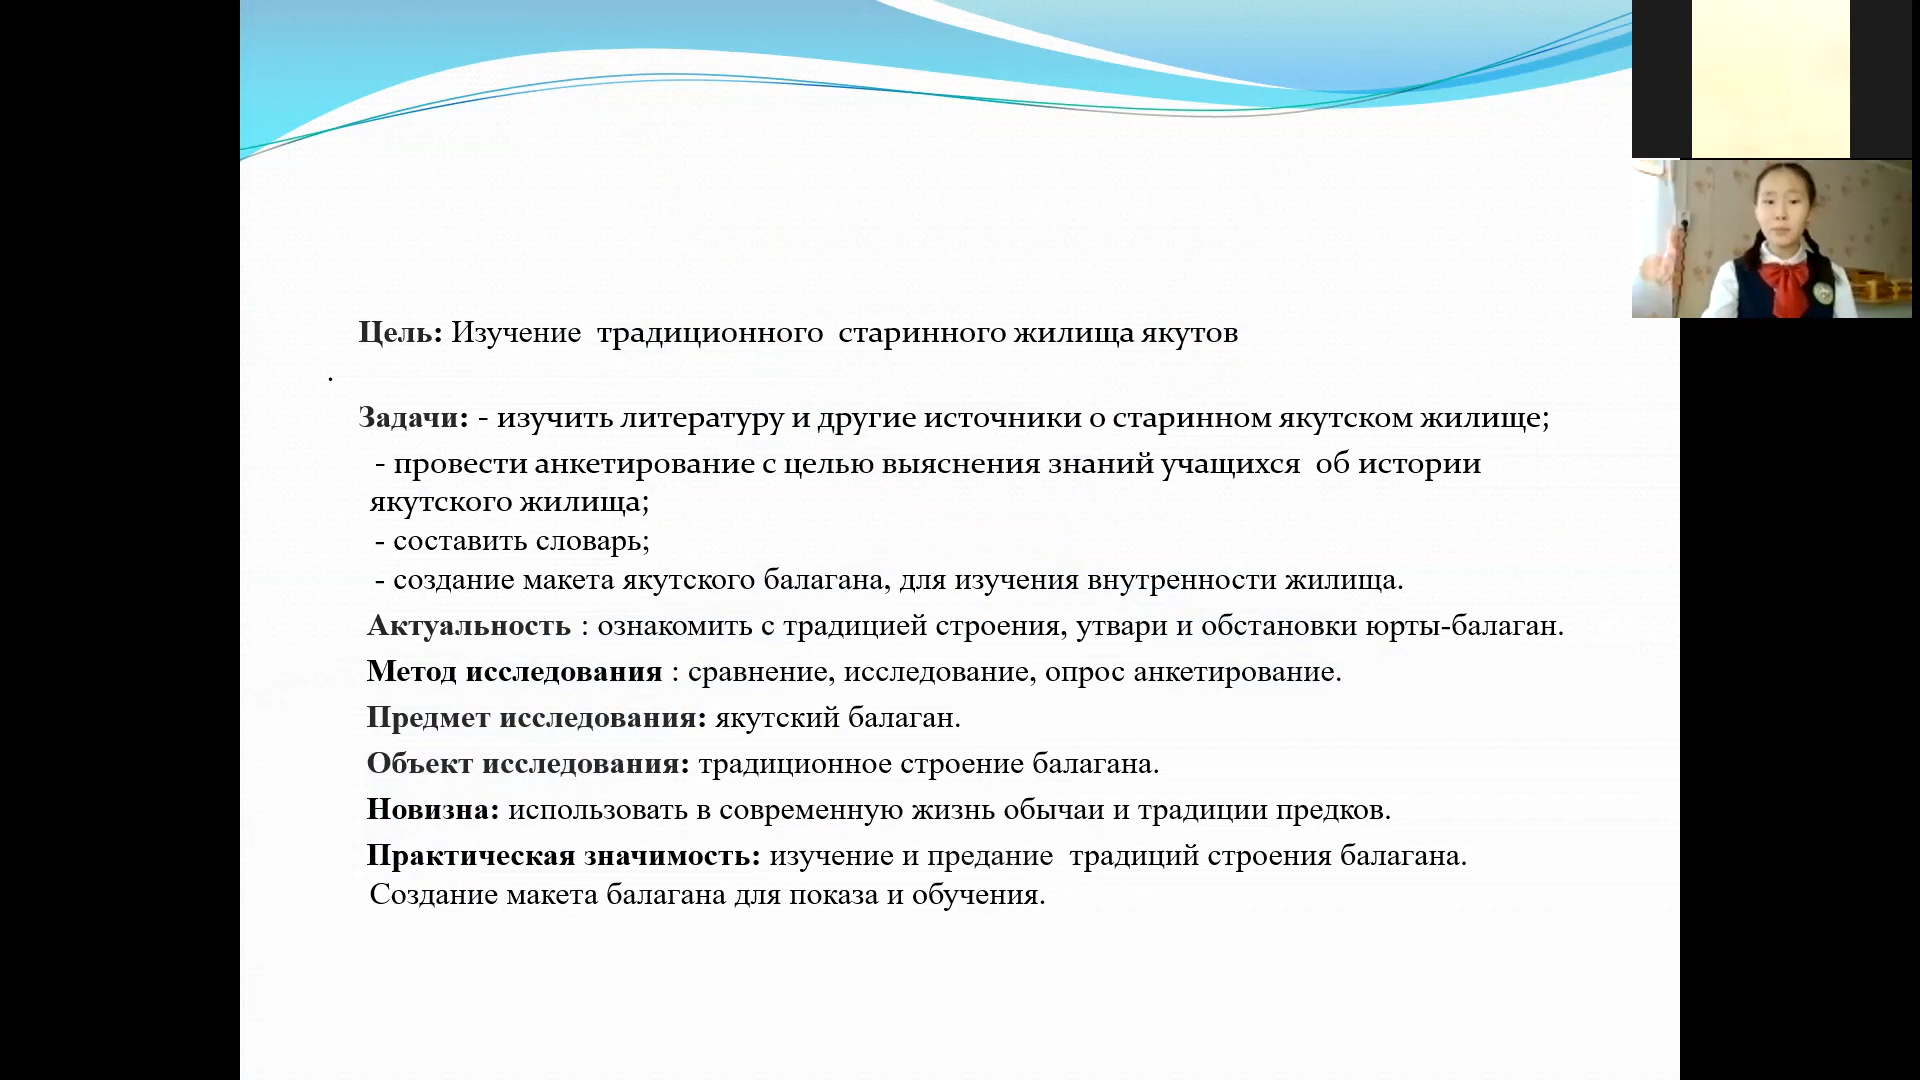 Цель: Изучение традиционного старинного жилища якутов
.
Задачи: - изучить литературу и другие источники о старинном якутском жилище;
- провести анкетирование с целью выяснения знаний учащихся об истории
якутского жилища;
- составить словарь;
- создание макета якутского балагана, для изучения внутренности жилища.
Актуальность : ознакомить с традицией строения, утвари и обстановки юрты-балаган.
Метод исследования : сравнение, исследование, опрос анкетирование.
Предмет исследования: якутский балаган.
Объект исследования: традиционное строение балагана.
Новизна: использовать в современную жизнь обычаи и традиции предков.
Практическая значимость: изучение и предание традиций строения балагана.
Создание макета балагана для показа и обучения.